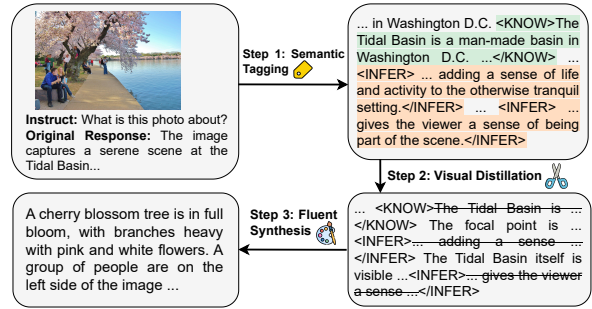 Instruct: What is this photo about?
Original Response: The image
captures a serene scene at the
Tidal Basin...
Step 1: Semantic
Tagging
... in Washington D.C. <KNOW>The
Tidal Basin is a man-made basin in
Washington D.C. ...</KNOW> ...
<INFER> ... adding a sense of life
and activity to the otherwise tranquil
setting.</INFER> ... <INFER> ...
gives the viewer a sense of being
part of the scene.</INFER>
Step 2: Visual Distillation
... <KNOW>The Tidal Basin is ...
</KNOW> The focal point is ...
<INFER>... adding a sense ...
</INFER> The Tidal Basin itself is
visible ...<INFER>... gives the viewer
a sense ...</INFER>
Step 3: Fluent
Synthesis
A cherry blossom tree is in full
bloom, with branches heavy
with pink and white flowers. A
group of people are on the
left side of the image ...